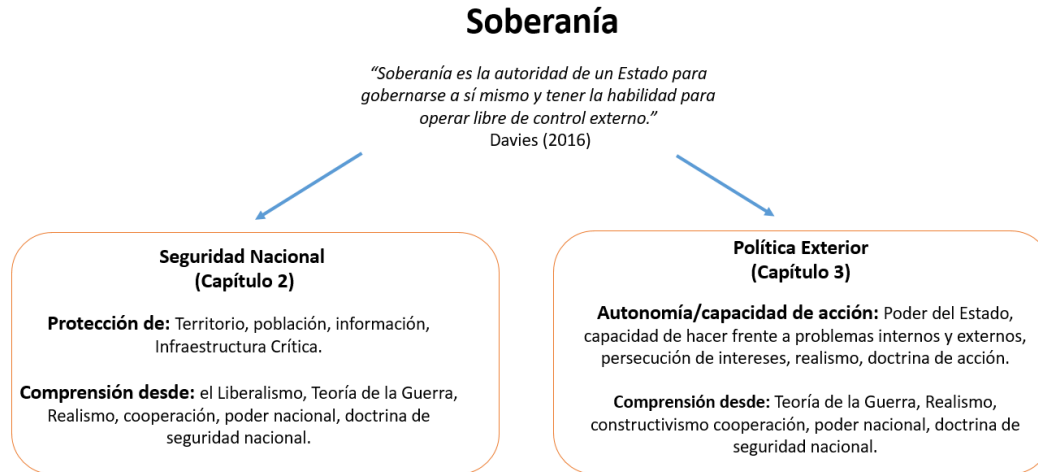 Soberanía
“Soberanía es la autoridad de un Estado para
gobernarse a sí mismo y tener la habilidad para
operar libre de control externo.”
Davies (2016)
Seguridad Nacional
(Capítulo 2)
Protección de: Territorio, población, información,
Infraestructura Crítica.
Comprensión desde: el Liberalismo, Teoría de la Guerra,
Realismo, cooperación, poder nacional, doctrina de
seguridad nacional.
Política Exterior
(Capítulo 3)
Autonomía/capacidad de acción: Poder del Estado,
capacidad de hacer frente a problemas internos y externos,
persecución de intereses, realismo, doctrina de acción.
Comprensión desde: Teoría de la Guerra, Realismo,
constructivismo cooperación, poder nacional, doctrina de
seguridad nacional.